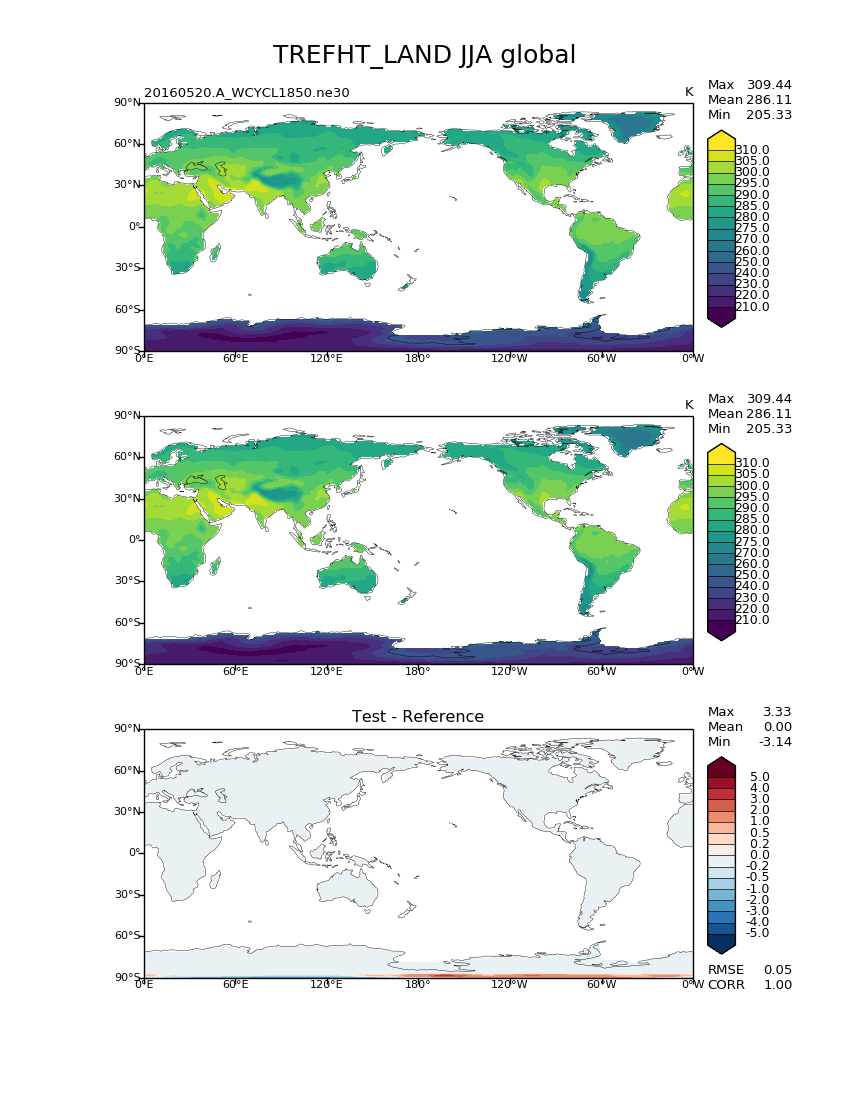 TREFHT_LAND JJA global
20160520.A_WCYCL1850.ne30
K
Max 309.44
Mean 286.11
Min 205.33
90°N
60°N
30°N
0°
30°S
60°S
90°S
0°E 60°E 120°E 180° 120°W 60°W 0°W
310.0
305.0
300.0
295.0
290.0
285.0
280.0
275.0
270.0
260.0
250.0
240.0
230.0
220.0
210.0
K
Max 309.44
Mean 286.11
Min 205.33
90°N
60°N
30°N
0°
30°S
60°S
90°S
0°E 60°E 120°E 180° 120°W 60°W 0°W
310.0
305.0
300.0
295.0
290.0
285.0
280.0
275.0
270.0
260.0
250.0
240.0
230.0
220.0
210.0
Test - Reference
Max 3.33
Mean 0.00
Min -3.14
90°N
60°N
30°N
0°
30°S
60°S
90°S
0°E 60°E 120°E 180° 120°W 60°W 0°W
5.0
4.0
3.0
2.0
1.0
0.5
0.2
0.0
-0.2
-0.5
-1.0
-2.0
-3.0
-4.0
-5.0
RMSE 0.05
CORR 1.00